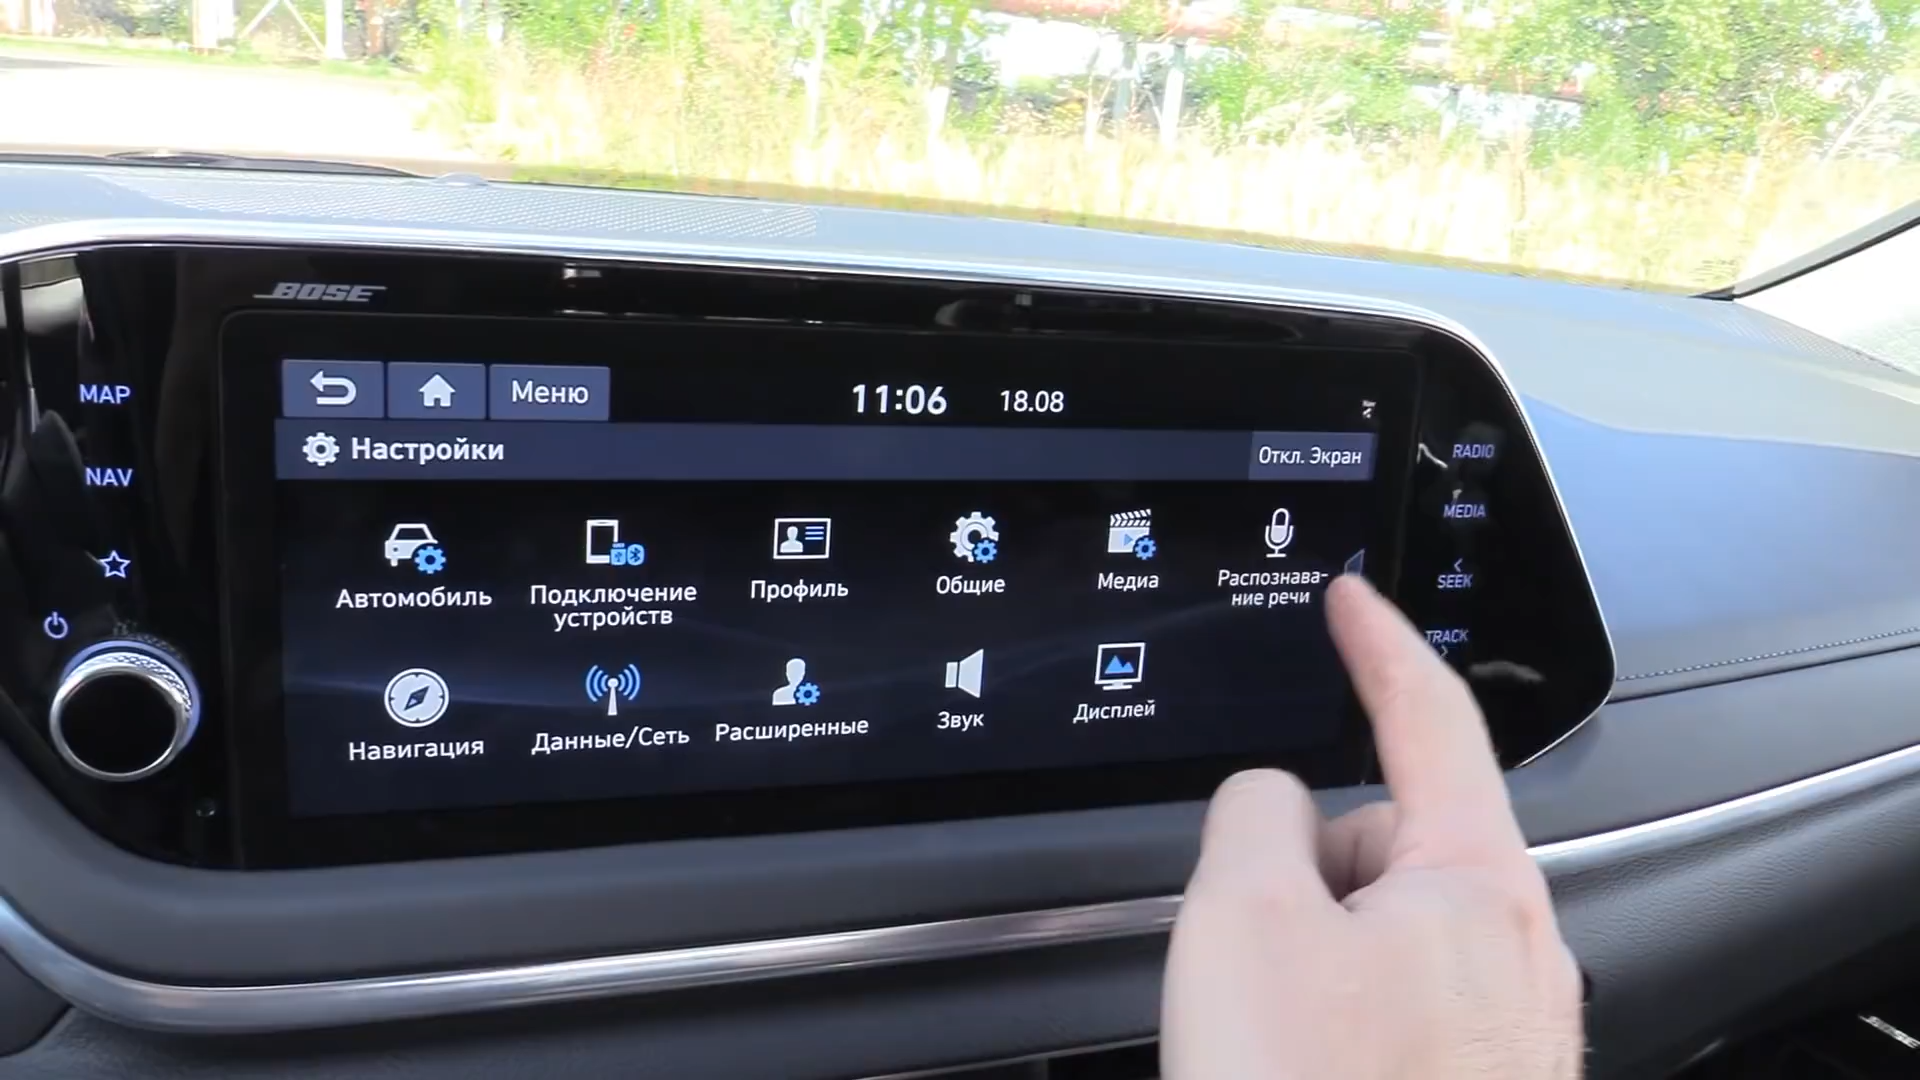 BOSE
MAP
NAV
Меню
11:06
18.08
Настройки
Откл. Экран
Автомобиль
Подключение
устройств
Профиль
Общие
Медиа
Распознава-
ние речи
Навигация
Данные/Сеть
Расширенные
Звук
Дисплей
RADIO
MEDIA
<
SEEK
TRACK
>